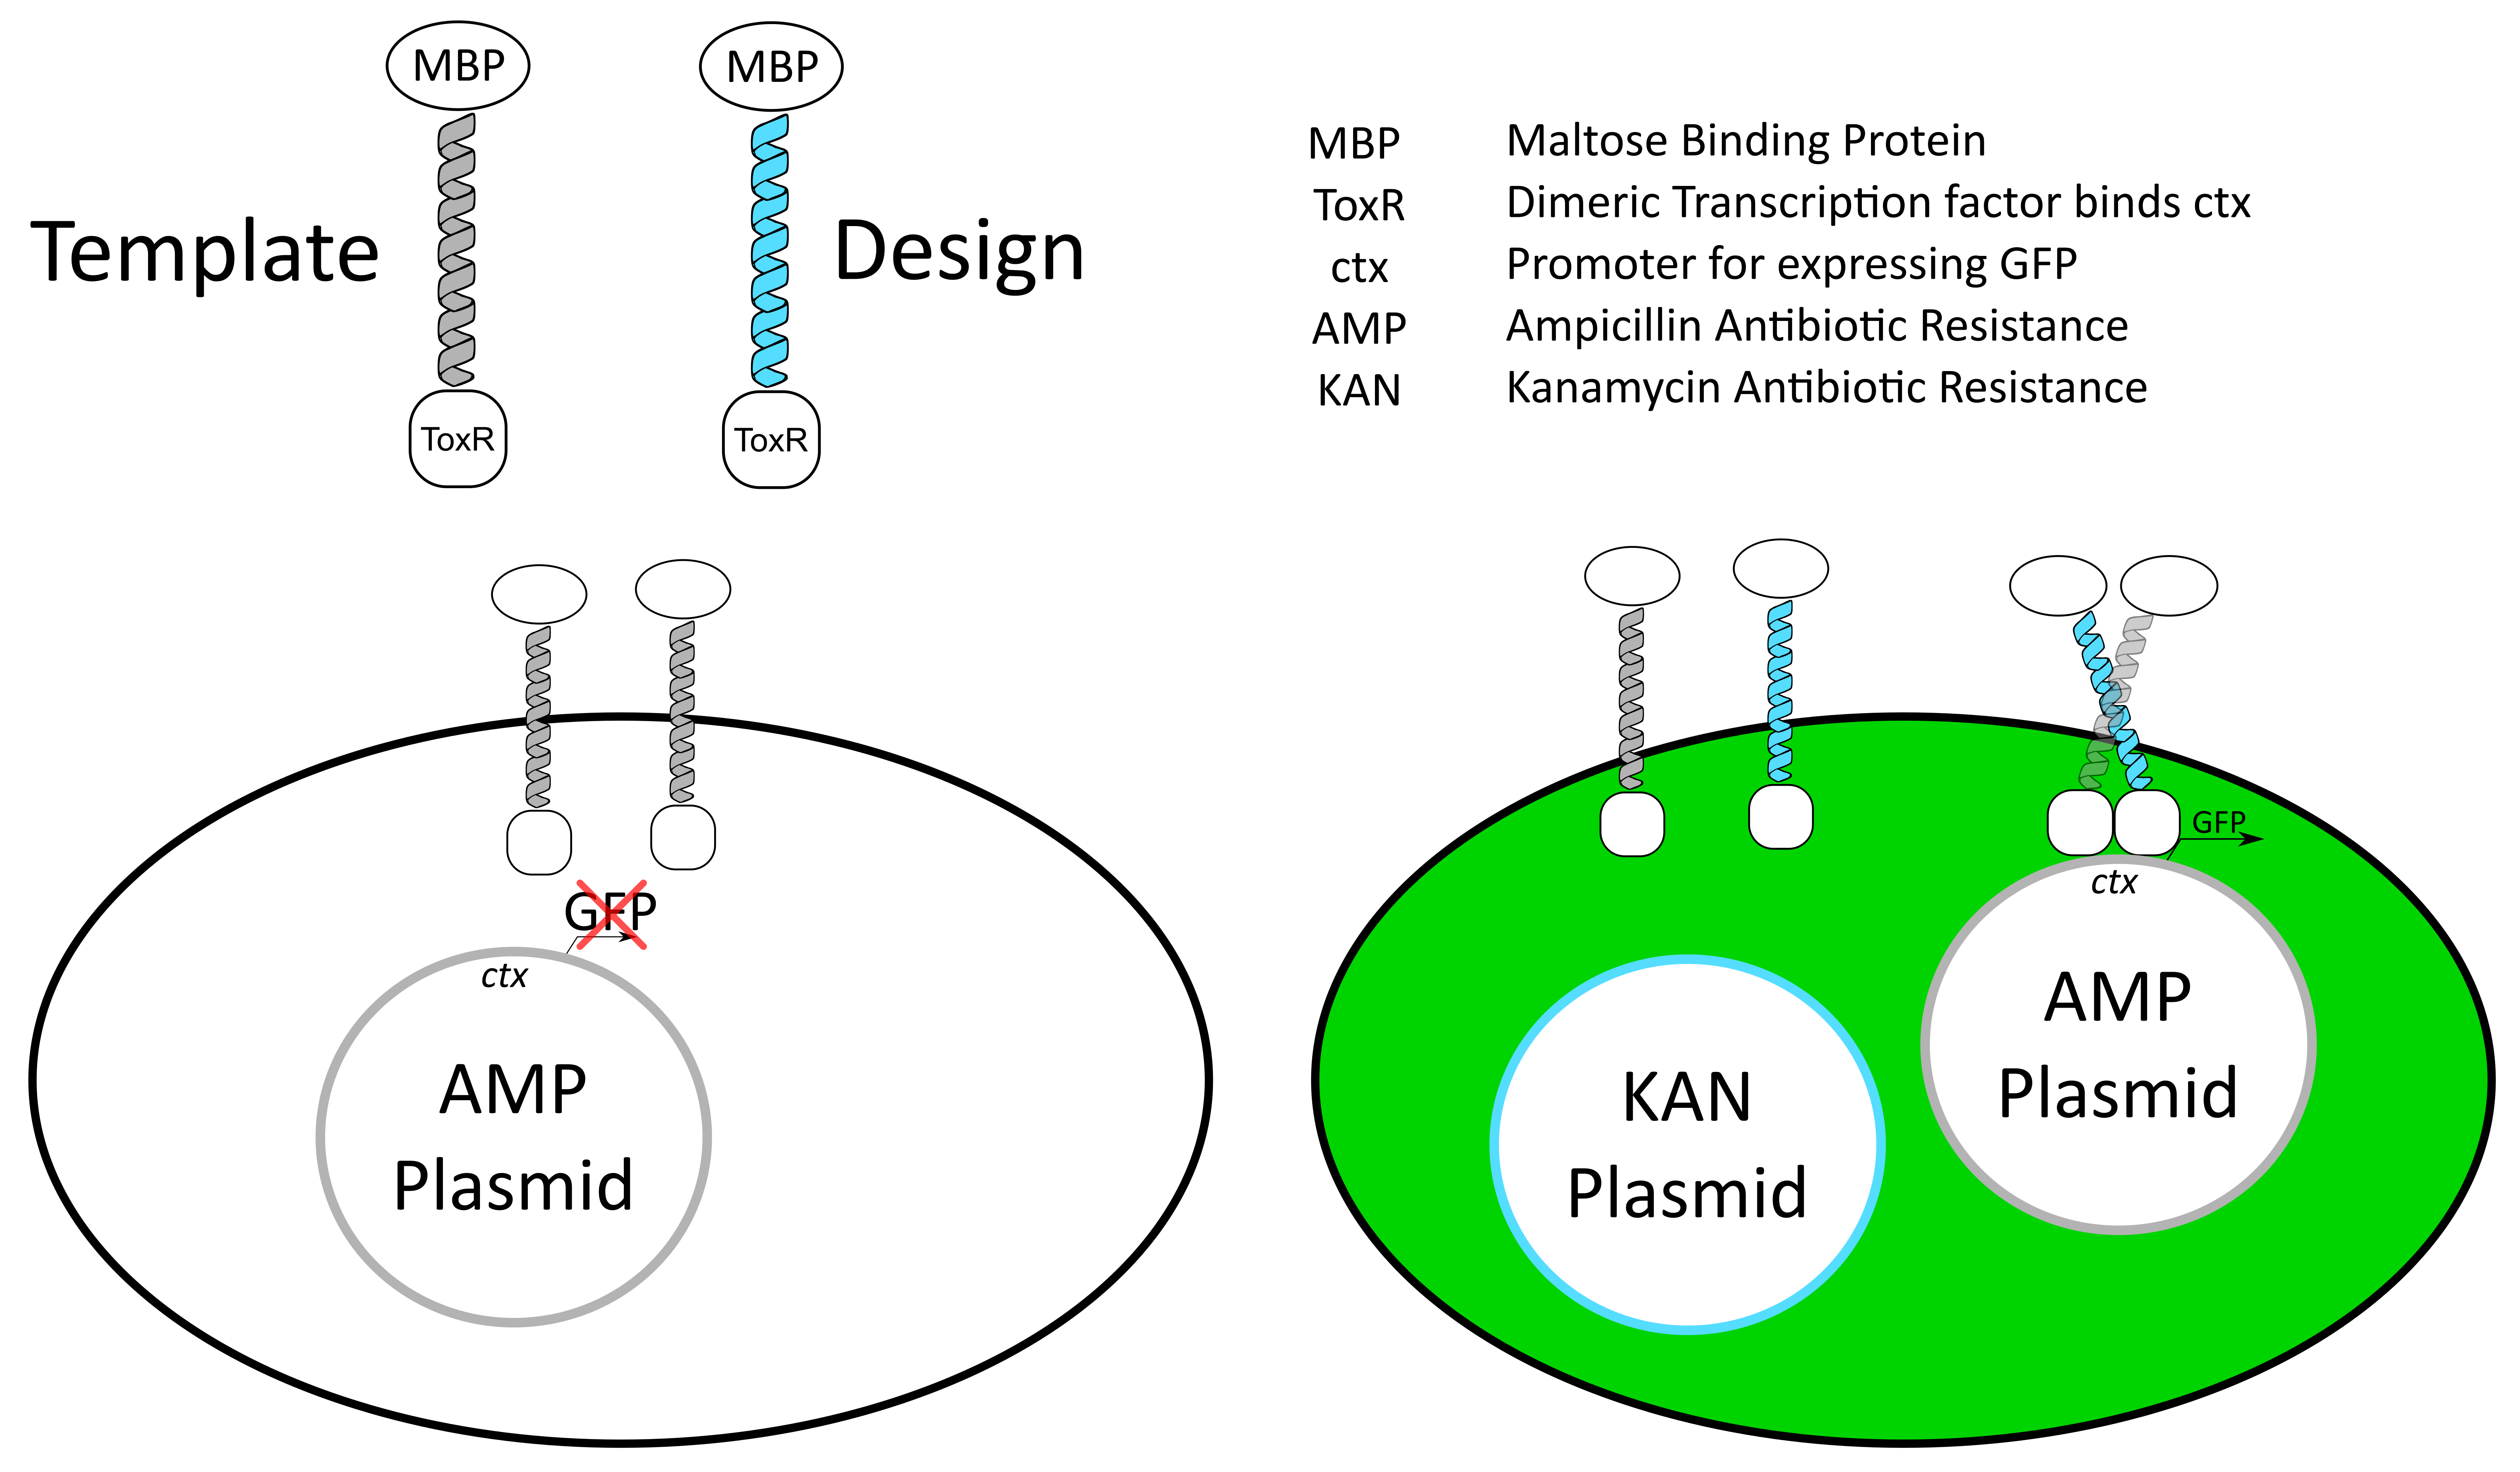 MBP
MBP
Template
Design
ToxR
ToxR
MBP Maltose Binding Protein
ToxR Dimeric Transcription factor binds ctx
ctx Promoter for expressing GFP
AMP Ampicillin Antibiotic Resistance
KAN Kanamycin Antibiotic Resistance
GFP
ctx
AMP
Plasmid
GFP
ctx
KAN
Plasmid
AMP
Plasmid